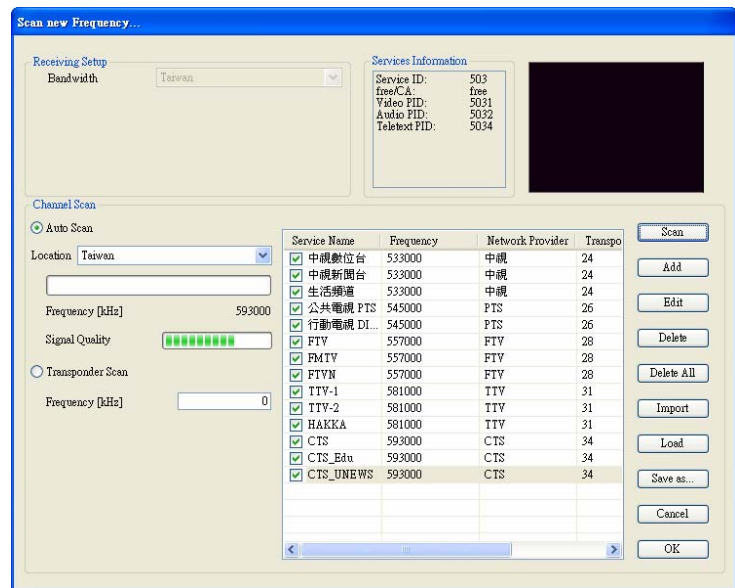 Scan new Frequency...
Receiving Setup
Bandwidth Taiwan
Services Information
Service ID: 503
free/CA: free
Video PID: 5031
Audio PID: 5032
Teletext PID: 5034
Channel Scan
Auto Scan
Location Taiwan
Frequency [kHz] 593000
Signal Quality
Transponder Scan
Frequency [kHz] 0
Service Name Frequency Network Provider Transpo
中視數位台 533000 中視 24
中視新聞台 533000 中視 24
生活頻道 533000 中視 24
公共電視 PTS 545000 PTS 26
行動電視 DI... 545000 PTS 26
FTV 557000 FTV 28
FMTV 557000 FTV 28
FTVN 557000 FTV 28
TTV-1 581000 TTV 31
TTV-2 581000 TTV 31
HAKKA 581000 TTV 31
CTS 593000 CTS 34
CTS_Edu 593000 CTS 34
CTS_UNEWS 593000 CTS 34
Scan
Add
Edit
Delete
Delete All
Import
Load
Save as...
Cancel
OK